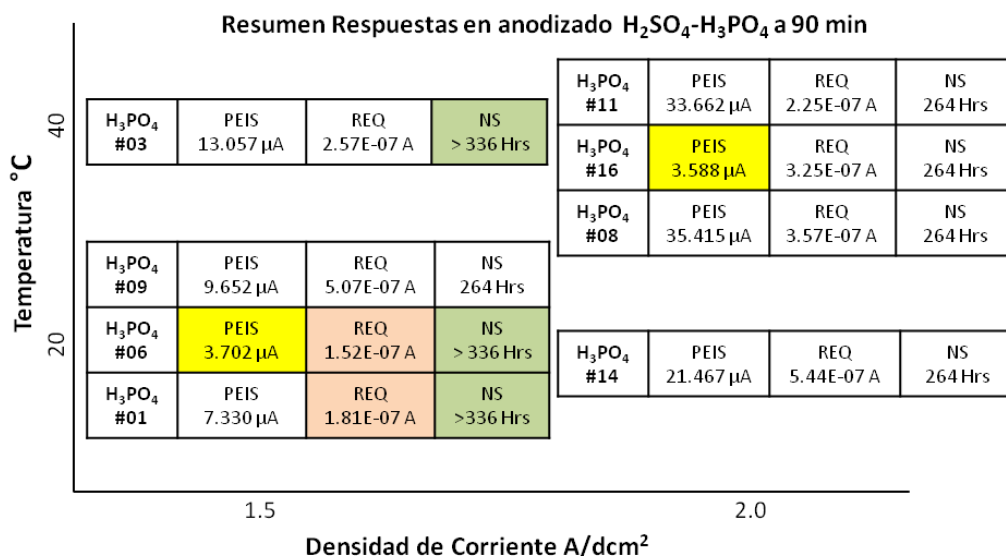 Resumen Respuestas en anodizado H₂SO₄-H₃PO₄ a 90 min
Temperatura °C
40
H₃PO₄ #03
PEIS 13.057 µA
REQ 2.57E-07 A
NS > 336 Hrs
H₃PO₄ #11
PEIS 33.662 µA
REQ 2.25E-07 A
NS 264 Hrs
H₃PO₄ #16
PEIS 3.588 µA
REQ 3.25E-07 A
NS 264 Hrs
H₃PO₄ #08
PEIS 35.415 µA
REQ 3.57E-07 A
NS 264 Hrs
20
H₃PO₄ #09
PEIS 9.652 µA
REQ 5.07E-07 A
NS 264 Hrs
H₃PO₄ #06
PEIS 3.702 µA
REQ 1.52E-07 A
NS > 336 Hrs
H₃PO₄ #01
PEIS 7.330 µA
REQ 1.81E-07 A
NS >336 Hrs
H₃PO₄ #14
PEIS 21.467 µA
REQ 5.44E-07 A
NS 264 Hrs
1.5
2.0
Densidad de Corriente A/dcm²